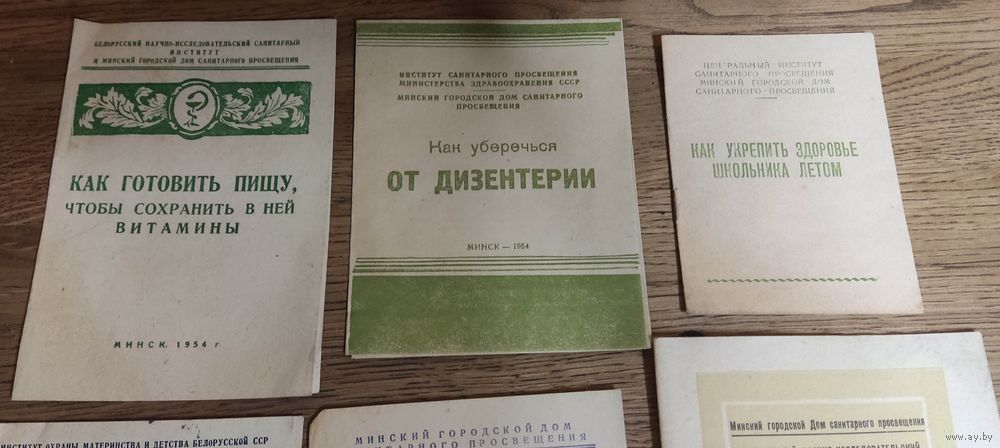 БЕЛОРУССКИЙ НАУЧНО-ИССЛЕДОВАТЕЛЬСКИЙ САНИТАРНЫЙ
ИНСТИТУТ
И МИНСКИЙ ГОРОДСКОЙ ДОМ САНИТАРНОГО ПРОСВЕЩЕНИЯ
КАК ГОТОВИТЬ ПИЩУ,
ЧТОБЫ СОХРАНИТЬ В НЕЙ
ВИТАМИНЫ
МИНСК, 1954 г.
ИНСТИТУТ САНИТАРНОГО ПРОСВЕЩЕНИЯ
МИНИСТЕРСТВА ЗДРАВООХРАНЕНИЯ СССР
МИНСКИЙ ГОРОДСКОЙ ДОМ САНИТАРНОГО
ПРОСВЕЩЕНИЯ
Как уберечься
ОТ ДИЗЕНТЕРИИ
МИНСК — 1954
ЦЕНТРАЛЬНЫЙ ИНСТИТУТ
САНИТАРНОГО ПРОСВЕЩЕНИЯ
МИНСКИЙ ГОРОДСКОЙ ДОМ
САНИТАРНОГО ПРОСВЕЩЕНИЯ
КАК УКРЕПИТЬ ЗДОРОВЬЕ
ШКОЛЬНИКА ЛЕТОМ
ИНСТИТУТ ОХРАНЫ МАТЕРИНСТВА И ДЕТСТВА БЕЛОРУССКОЙ ССР
МИНСКИЙ ГОРОДСКОЙ ДОМ
САНИТАРНОГО ПРОСВЕЩЕНИЯ
Минский городской Дом санитарного просвещения
www.ay.by